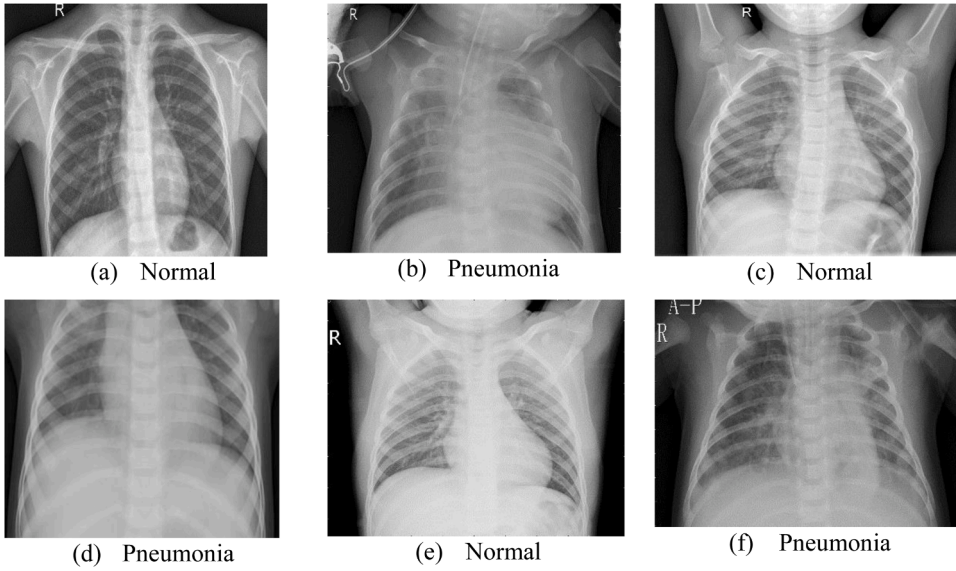 R
R
R
(a) Normal
(b) Pneumonia
(c) Normal
R
A-P
R
(d) Pneumonia
(e) Normal
(f) Pneumonia